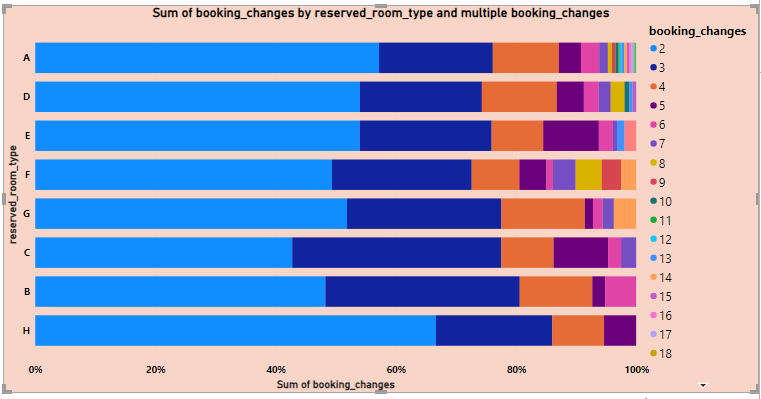 Sum of booking_changes by reserved_room_type and multiple booking_changes
booking_changes
2
3
4
5
6
7
8
9
10
11
12
13
14
15
16
17
18
reserved_room_type
A
D
E
F
G
C
B
H
0%
20%
40%
60%
80%
100%
Sum of booking_changes